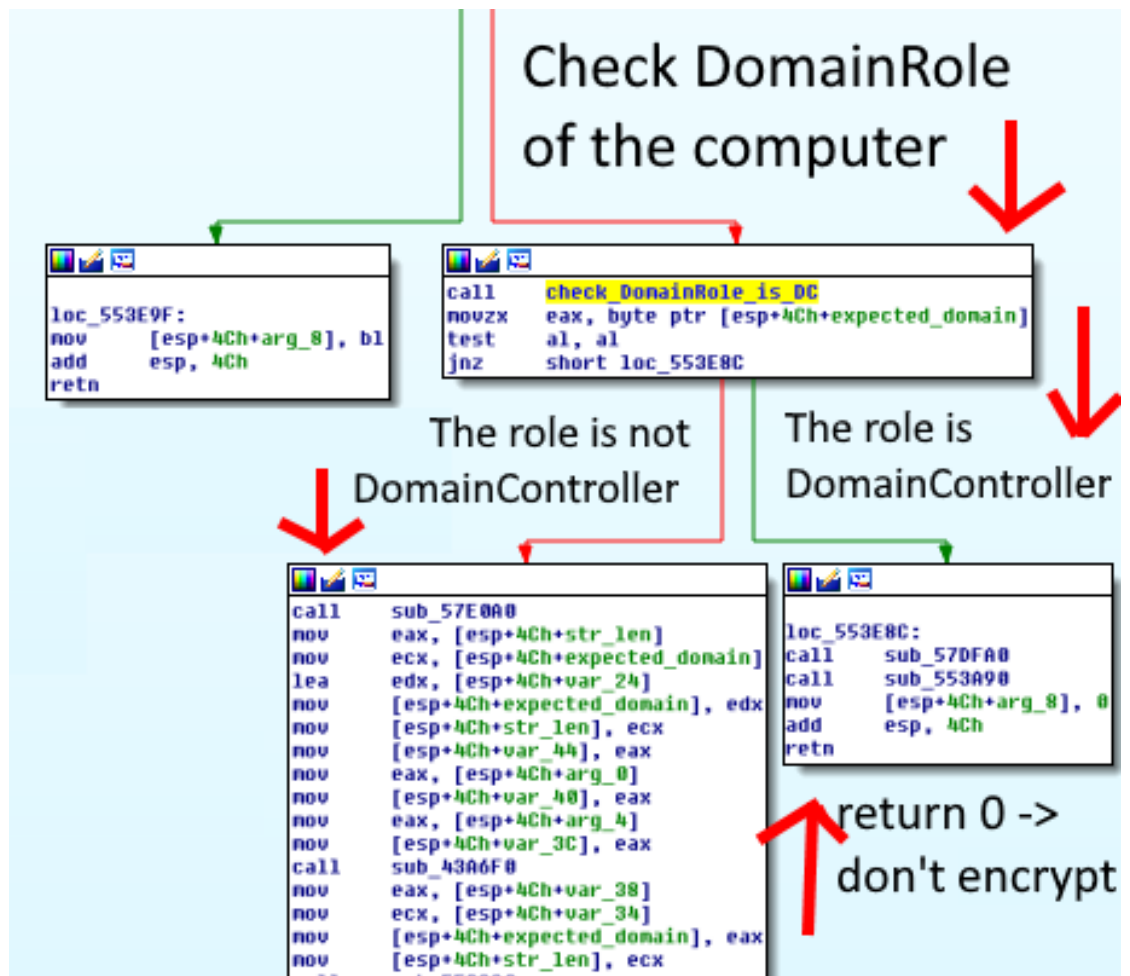 Check DomainRole
of the computer
loc_553E9F:
mov [esp+4Ch+arg_8], bl
add esp, 4Ch
retn
call check_DomainRole_is_DC
movzx eax, byte ptr [esp+4Ch+expected_domain]
test al, al
jnz short loc_553E8C
The role is not
DomainController
The role is
DomainController
call sub_57E0A0
mov eax, [esp+4Ch+str_len]
mov ecx, [esp+4Ch+expected_domain]
lea edx, [esp+4Ch+var_24]
mov [esp+4Ch+expected_domain], edx
mov [esp+4Ch+str_len], ecx
mov [esp+4Ch+var_44], eax
mov eax, [esp+4Ch+arg_0]
mov [esp+4Ch+var_40], eax
mov eax, [esp+4Ch+arg_4]
mov [esp+4Ch+var_3C], eax
call sub_43A6F0
mov eax, [esp+4Ch+var_38]
mov ecx, [esp+4Ch+var_34]
mov [esp+4Ch+expected_domain], eax
mov [esp+4Ch+str_len], ecx
loc_553E8C:
call sub_57DFA0
call sub_553A90
mov [esp+4Ch+arg_8], 0
add esp, 4Ch
retn
return 0 ->
don't encrypt